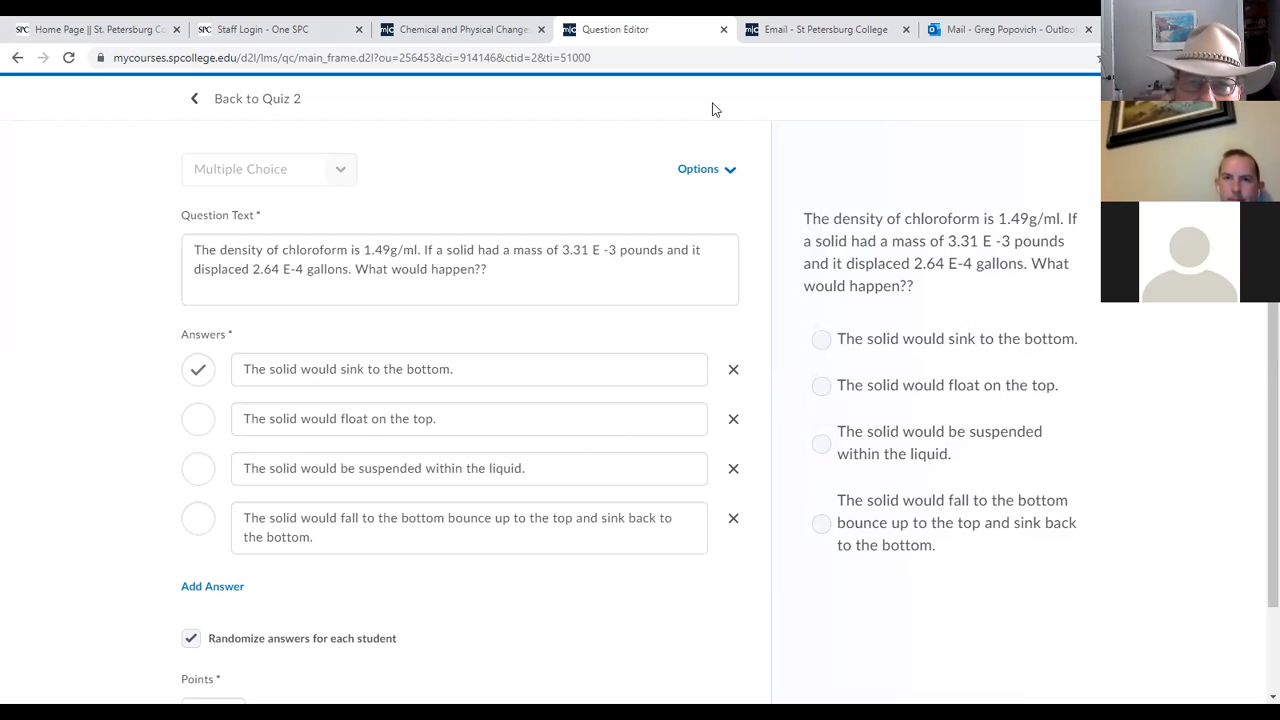 Home Page || St. Petersburg Co
Staff Login - One SPC
Chemical and Physical Change
Question Editor
Email - St Petersburg College
Mail - Greg Popovich - Outloo
mycourses.spcollege.edu/d2l/lms/qc/main_frame.d2l?ou=256453&ci=914146&ctid=2&ti=51000
Back to Quiz 2
Multiple Choice
Options
Question Text *
The density of chloroform is 1.49g/ml. If a solid had a mass of 3.31 E -3 pounds and it
displaced 2.64 E-4 gallons. What would happen??
Answers *
The solid would sink to the bottom.
The solid would float on the top.
The solid would be suspended within the liquid.
The solid would fall to the bottom bounce up to the top and sink back to
the bottom.
Add Answer
Randomize answers for each student
Points *
The density of chloroform is 1.49g/ml. If
a solid had a mass of 3.31 E -3 pounds
and it displaced 2.64 E-4 gallons. What
would happen??
The solid would sink to the bottom.
The solid would float on the top.
The solid would be suspended
within the liquid.
The solid would fall to the bottom
bounce up to the top and sink back
to the bottom.